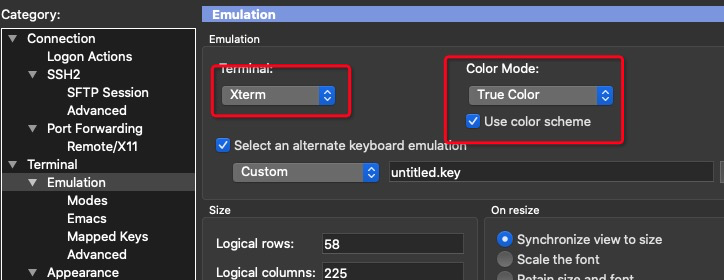 Category:
Emulation
Connection
Logon Actions
SSH2
SFTP Session
Advanced
Port Forwarding
Remote/X11
Terminal
Emulation
Modes
Emacs
Mapped Keys
Advanced
Appearance
Emulation
Terminal:
Color Mode:
Xterm
True Color
Use color scheme
Select an alternate keyboard emulation
Custom
untitled.key
Size
On resize
Logical rows:
58
Synchronize view to size
Scale the font
Logical columns:
225
Retain size and font